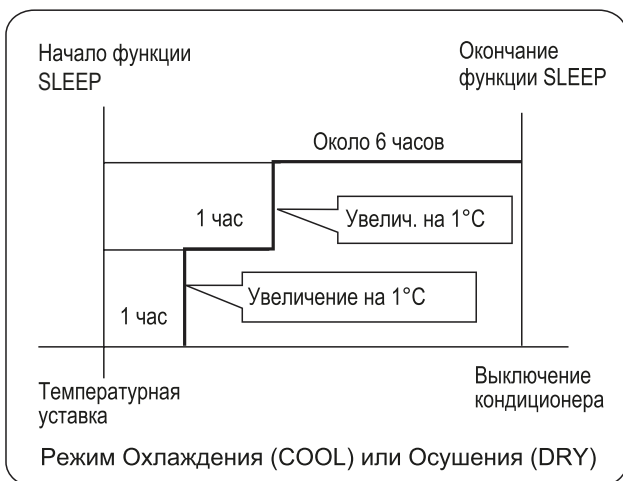 Начало функции
SLEEP
Окончание
функции SLEEP
Около 6 часов
1 час
Увелич. на 1°C
1 час
Увеличение на 1°C
Температурная
уставка
Выключение
кондиционера
Режим Охлаждения (COOL) или Осушения (DRY)